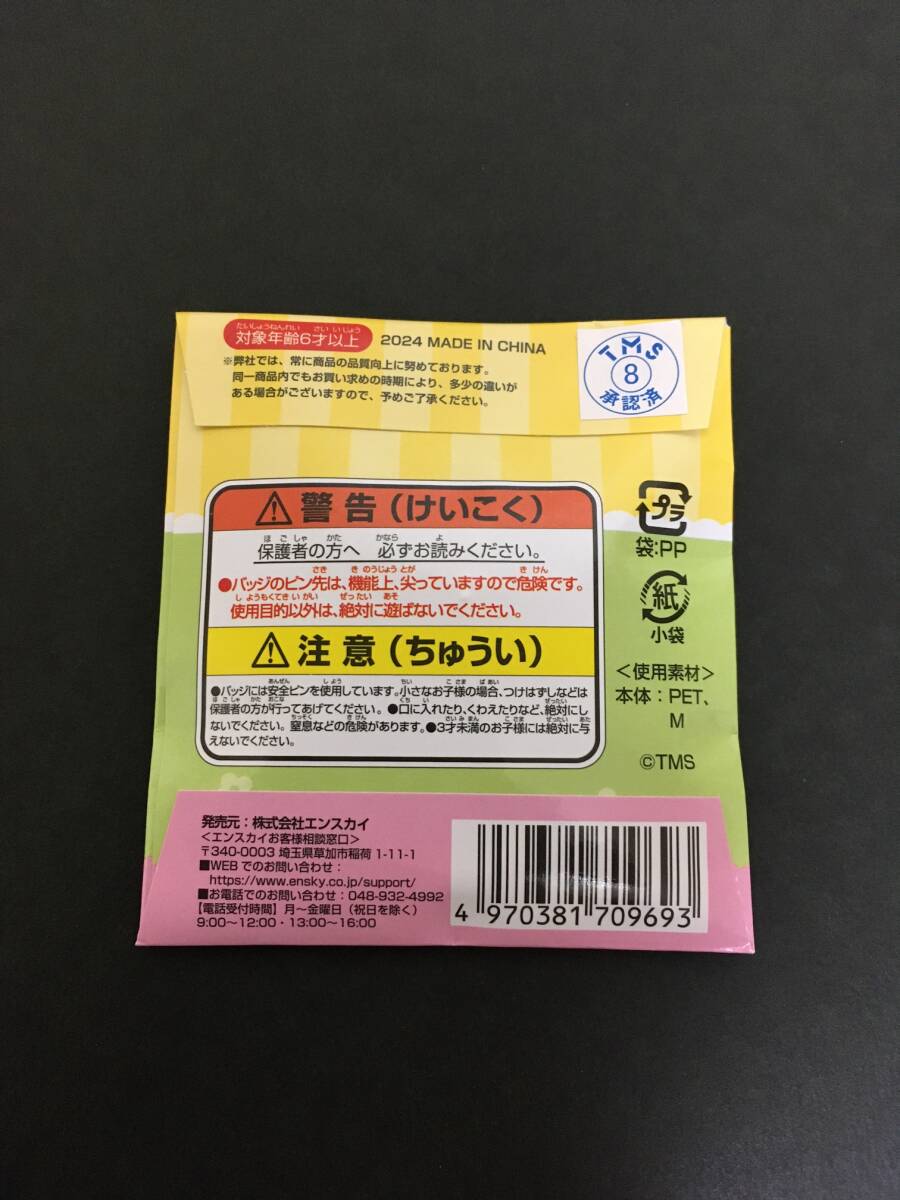 たいしょうねんれい さい いじょう
対象年齢6才以上 2024 MADE IN CHINA
※弊社では、常に商品の品質向上に努めております。
同一商品内でもお買い求めの時期により、多少の違いが
ある場合がございますので、予めご了承ください。
TMS
8
承認済
警告(けいこく)
ほごしゃ かた かなら よ
保護者の方へ 必ずお読みください。
さき きのうじょう とが きけん
●バッジのピン先は、機能上、尖っていますので危険です。
しようもくてきいがい ぜったい あそ
使用目的以外は、絶対に遊ばないでください。
注意(ちゅうい)
あんぜん しよう ちい こさま ばあい
●バッジには安全ピンを使用しています。小さなお子様の場合、つけはずしなどは
ほごしゃ かた おこな くち い ぜったい
保護者の方が行ってあげてください。●口に入れたり、くわえたりなど、絶対にし
ちっそく きけん さいみまん こさま ぜったい あた
ないでください。窒息などの危険があります。●3才未満のお子様には絶対に与
えないでください。
プラ
袋:PP
紙
小袋
<使用素材>
本体:PET、
M
©TMS
発売元:株式会社エンスカイ
<エンスカイお客様相談窓口>
〒340-0003 埼玉県草加市稲荷 1-11-1
■WEBでのお問い合わせ:
https://www.ensky.co.jp/support/
■お電話でのお問い合わせ:048-932-4992
【電話受付時間】月〜金曜日(祝日を除く)
9:00〜12:00・13:00〜16:00
4 970381 709693